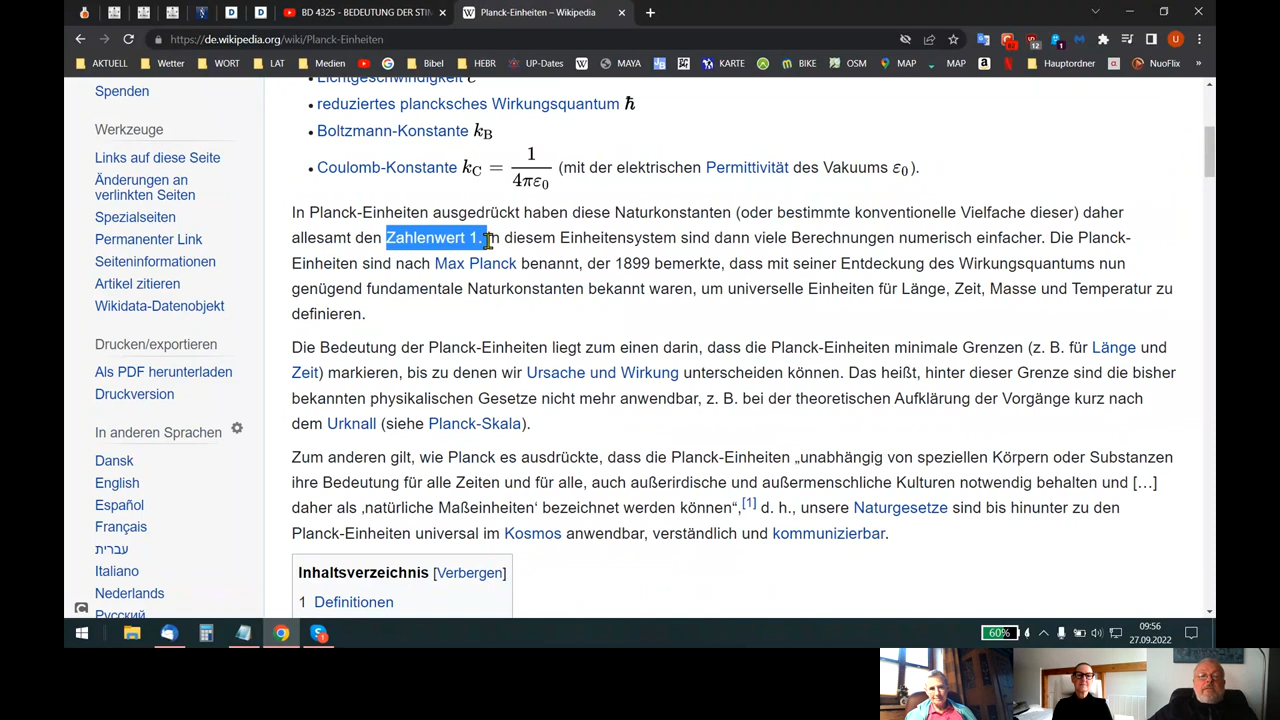 BD 4325 - BEDEUTUNG DER STIM
Planck-Einheiten – Wikipedia
https://de.wikipedia.org/wiki/Planck-Einheiten
AKTUELL Wetter WORT LAT Medien Bibel HEBR UP-Dates MAYA KARTE BIKE OSM MAP MAP Hauptordner NuoFlix »
Spenden
Werkzeuge
Links auf diese Seite
Änderungen an
verlinkten Seiten
Spezialseiten
Permanenter Link
Seiteninformationen
Artikel zitieren
Wikidata-Datenobjekt
Drucken/exportieren
Als PDF herunterladen
Druckversion
In anderen Sprachen
Dansk
English
Español
Français
עברית
Italiano
Nederlands
Русский
Lichtgeschwindigkeit c
• reduziertes plancksches Wirkungsquantum ħ
• Boltzmann-Konstante kB
• Coulomb-Konstante kC = 1/4πε0 (mit der elektrischen Permittivität des Vakuums ε0).
In Planck-Einheiten ausgedrückt haben diese Naturkonstanten (oder bestimmte konventionelle Vielfache dieser) daher
allesamt den Zahlenwert 1. In diesem Einheitensystem sind dann viele Berechnungen numerisch einfacher. Die Planck-
Einheiten sind nach Max Planck benannt, der 1899 bemerkte, dass mit seiner Entdeckung des Wirkungsquantums nun
genügend fundamentale Naturkonstanten bekannt waren, um universelle Einheiten für Länge, Zeit, Masse und Temperatur zu
definieren.
Die Bedeutung der Planck-Einheiten liegt zum einen darin, dass die Planck-Einheiten minimale Grenzen (z. B. für Länge und
Zeit) markieren, bis zu denen wir Ursache und Wirkung unterscheiden können. Das heißt, hinter dieser Grenze sind die bisher
bekannten physikalischen Gesetze nicht mehr anwendbar, z. B. bei der theoretischen Aufklärung der Vorgänge kurz nach
dem Urknall (siehe Planck-Skala).
Zum anderen gilt, wie Planck es ausdrückte, dass die Planck-Einheiten „unabhängig von speziellen Körpern oder Substanzen
ihre Bedeutung für alle Zeiten und für alle, auch außerirdische und außermenschliche Kulturen notwendig behalten und […]
daher als ‚natürliche Maßeinheiten‘ bezeichnet werden können“,[1] d. h., unsere Naturgesetze sind bis hinunter zu den
Planck-Einheiten universal im Kosmos anwendbar, verständlich und kommunizierbar.
Inhaltsverzeichnis [Verbergen]
1 Definitionen
60%
09:56
27.09.2022